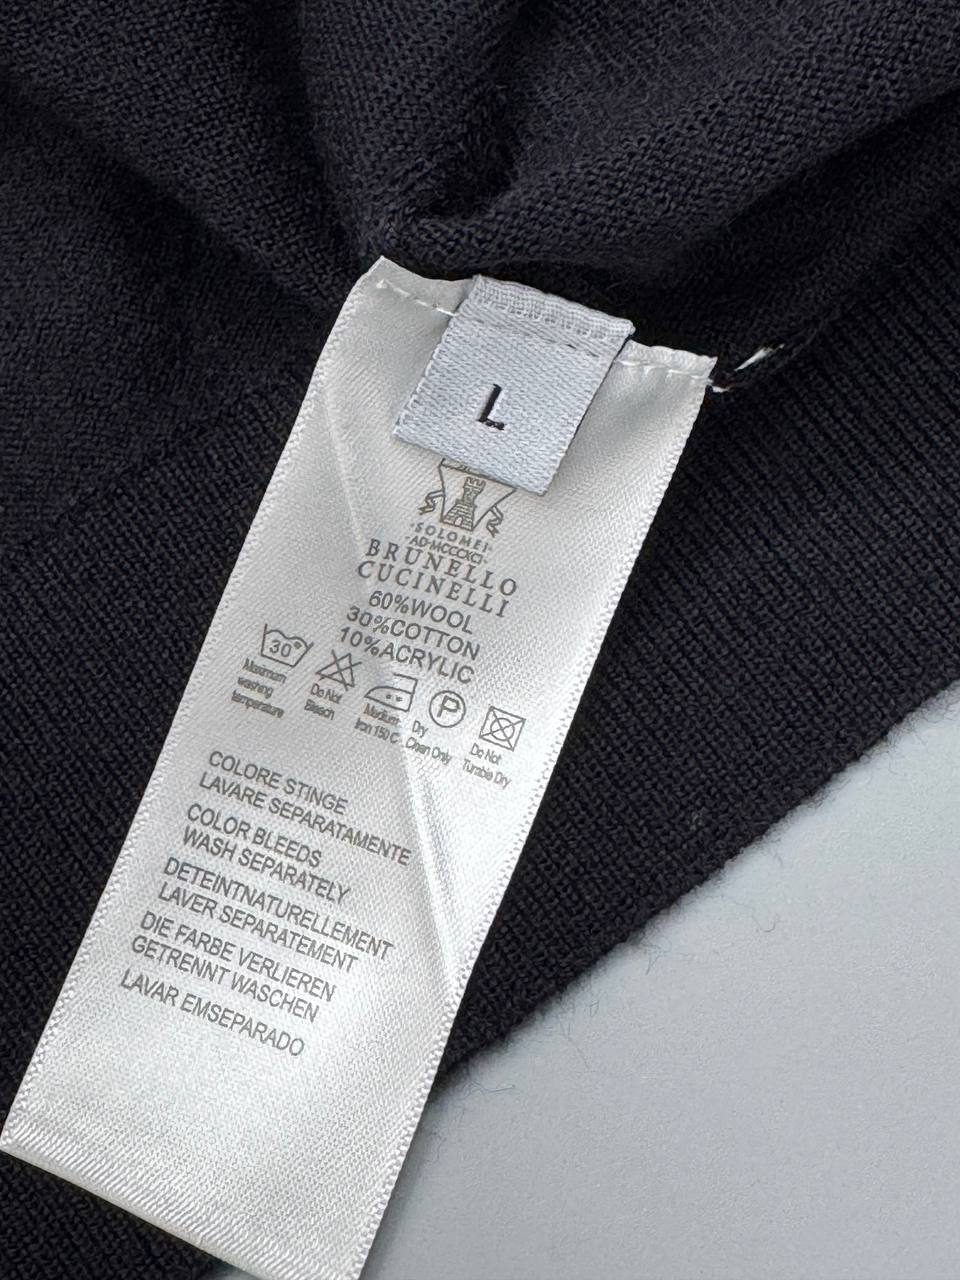 L
·SOLOMEI·
·AD·MCCCXCI·
BRUNELLO
CUCINELLI
60%WOOL
30%COTTON
10%ACRYLIC
30°
P
Maximum
washing
temperature
Do Not
Bleach
Medium
Iron 150 C
Dry
Clean Only
Do Not
Tumble Dry
COLORE STINGE
LAVARE SEPARATAMENTE
COLOR BLEEDS
WASH SEPARATELY
DETEINTNATURELLEMENT
LAVER SEPARATEMENT
DIE FARBE VERLIEREN
GETRENNT WASCHEN
LAVAR EMSEPARADO